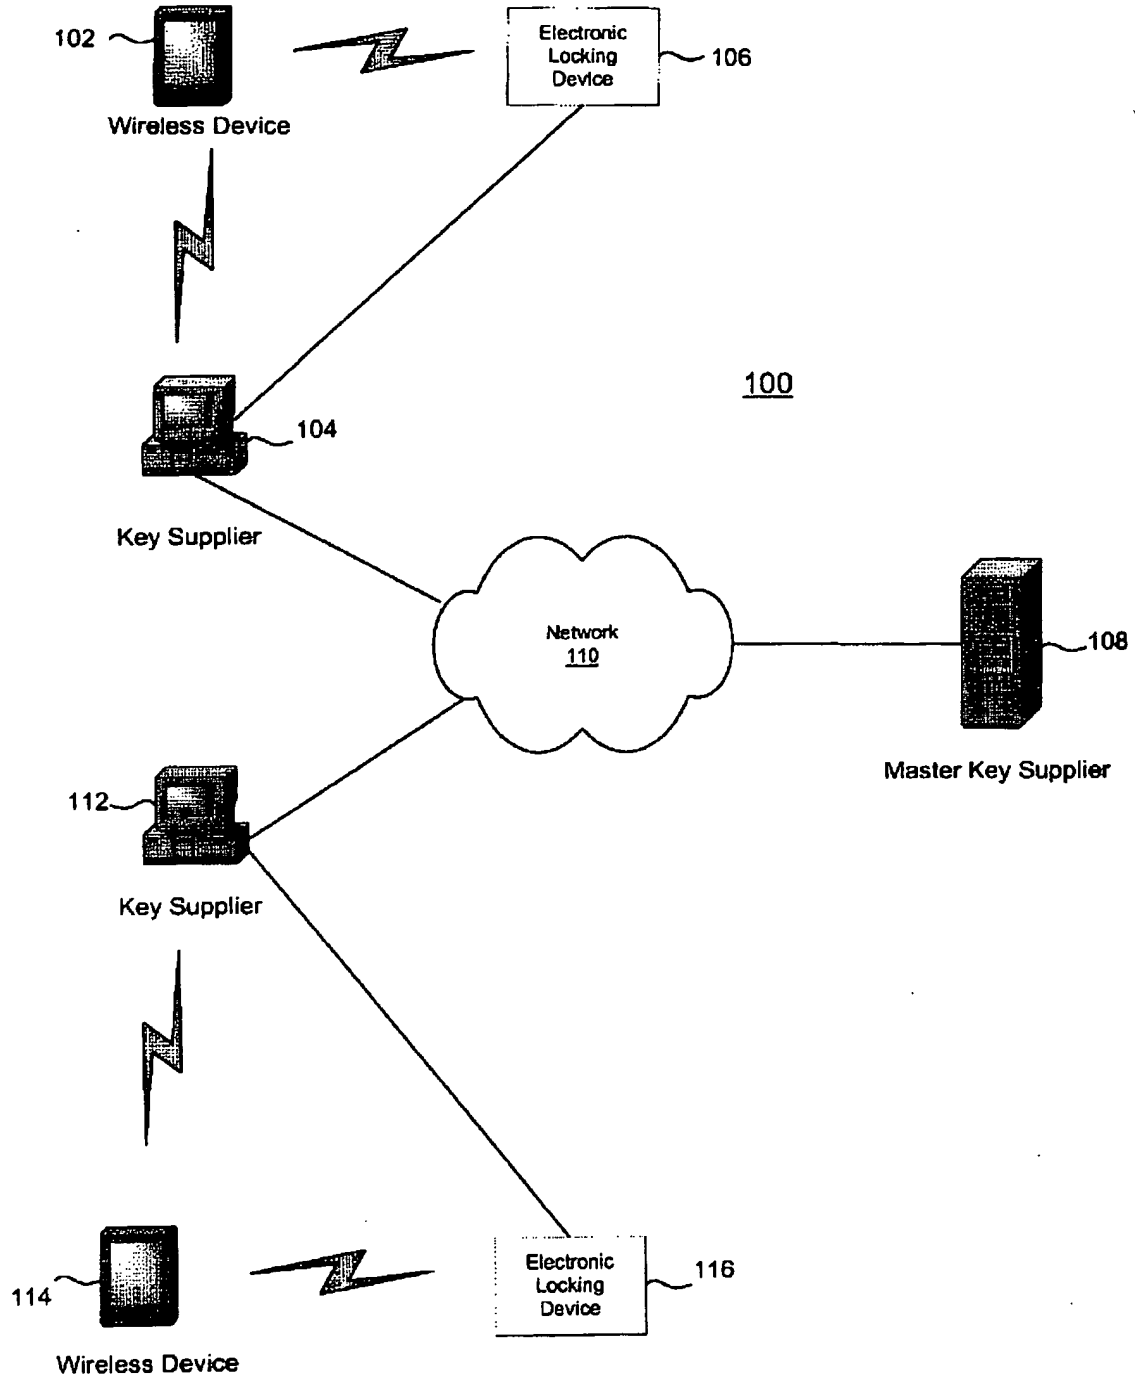 102
Wireless Device
Electronic
Locking
Device
106
100
104
Key Supplier
Network
110
108
Master Key Supplier
112
Key Supplier
114
Wireless Device
Electronic
Locking
Device
116